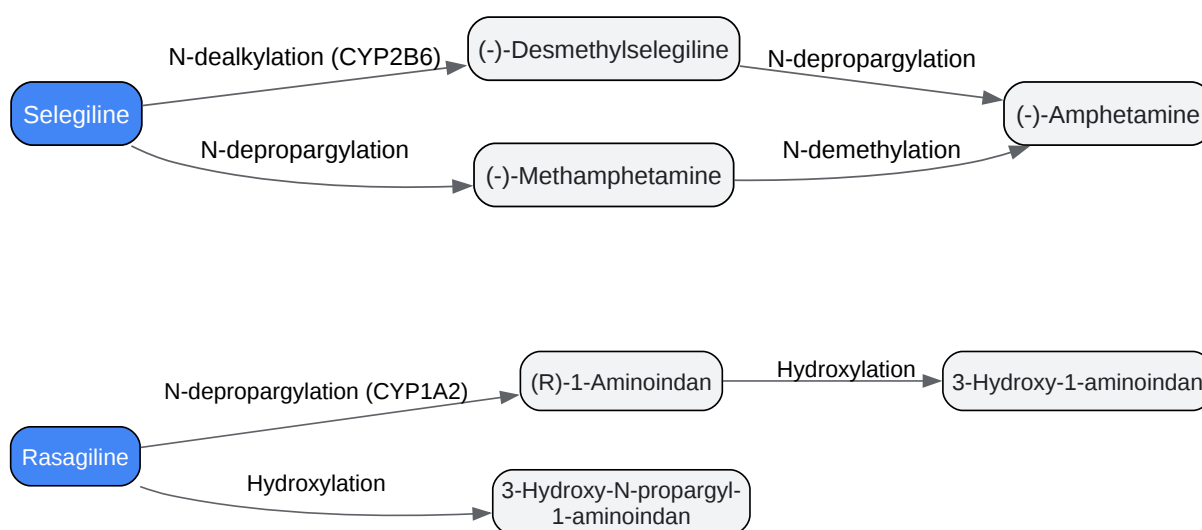 N-dealkylation (CYP2B6)
(-)-Desmethylselegiline
N-depropargylation
Selegiline
(-)-Amphetamine
N-depropargylation
(-)-Methamphetamine
N-demethylation
N-depropargylation (CYP1A2)
(R)-1-Aminoindan
Hydroxylation
3-Hydroxy-1-aminoindan
Rasagiline
Hydroxylation
3-Hydroxy-N-propargyl-
1-aminoindan